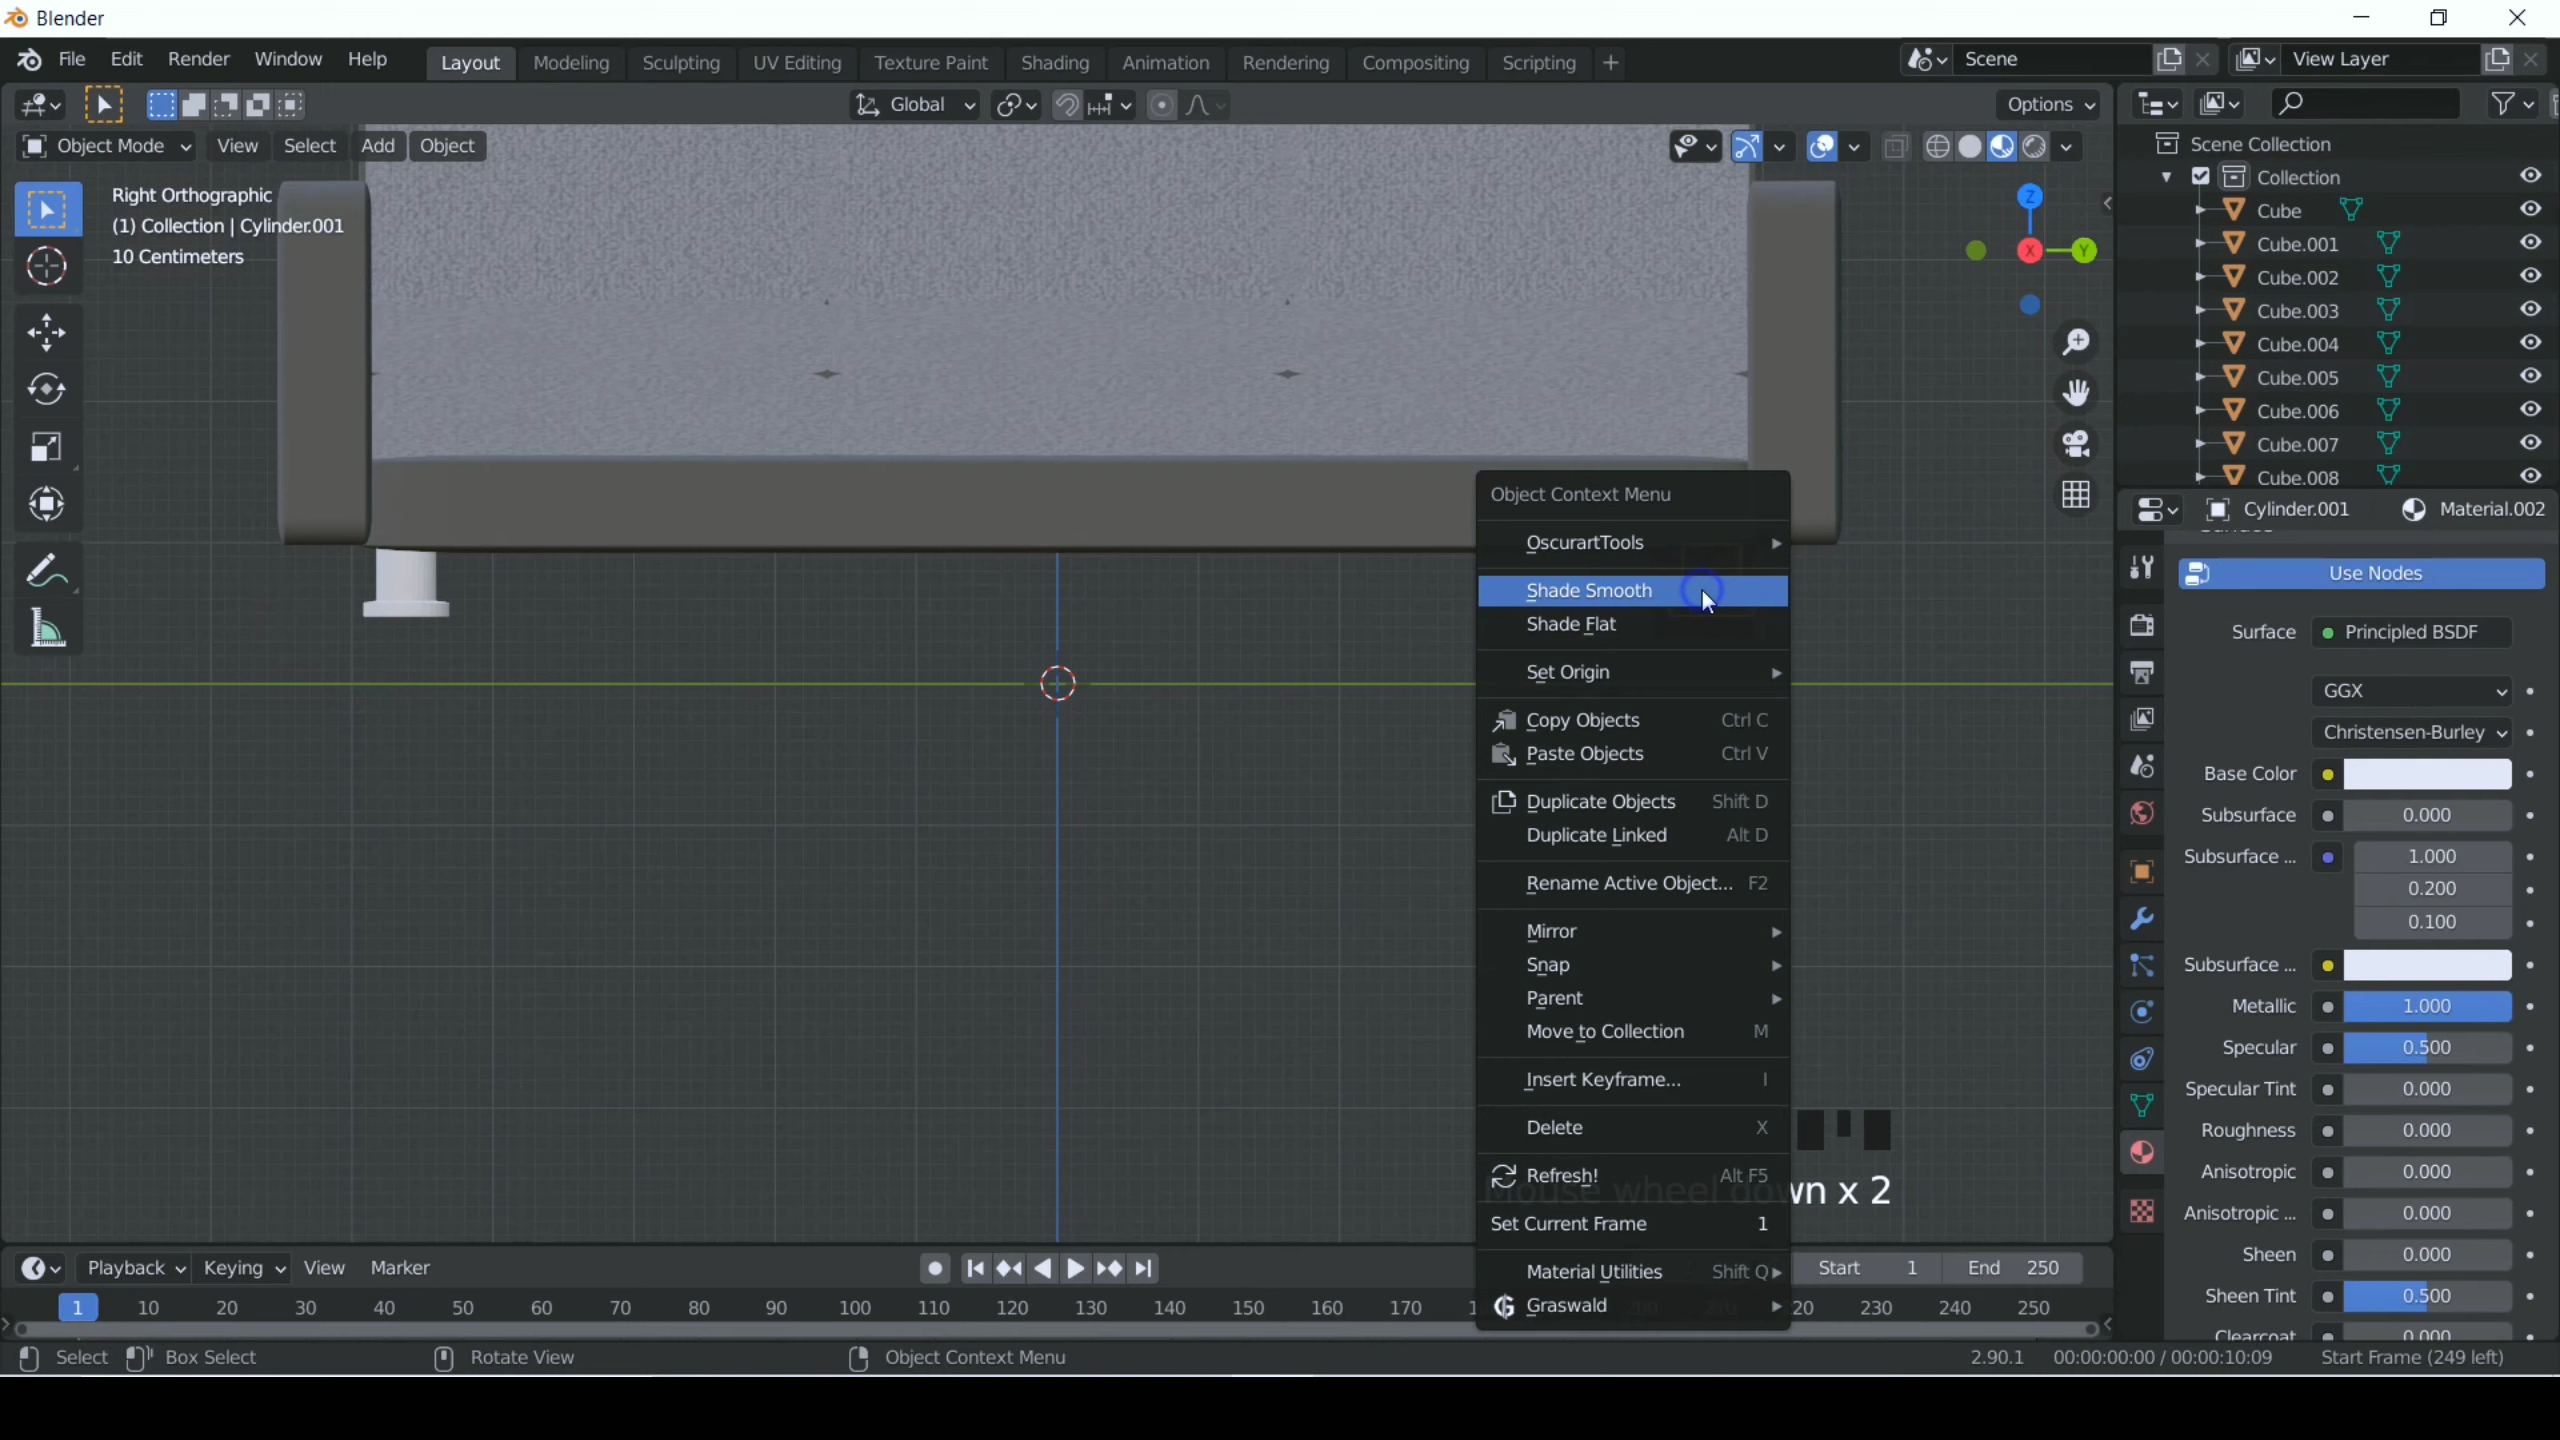 Blender
File Edit Render Window Help Layout Modeling Sculpting UV Editing Texture Paint Shading Animation Rendering Compositing Scripting + Scene View Layer
Global Options
Object Mode View Select Add Object
Right Orthographic
(1) Collection | Cylinder.001
10 Centimeters
Z
X
Y
Scene Collection
Collection
Cube
Cube.001
Cube.002
Cube.003
Cube.004
Cube.005
Cube.006
Cube.007
Cube.008
Object Context Menu
OscurartTools
Shade Smooth
Shade Flat
Set Origin
Copy Objects Ctrl C
Paste Objects Ctrl V
Duplicate Objects Shift D
Duplicate Linked Alt D
Rename Active Object... F2
Mirror
Snap
Parent
Move to Collection M
Insert Keyframe... I
Delete X
Refresh! Alt F5
Set Current Frame 1
Material Utilities Shift Q
Graswald
Mouse wheel down x 2
Cylinder.001 Material.002
Use Nodes
Surface Principled BSDF
GGX
Christensen-Burley
Base Color
Subsurface 0.000
Subsurface ... 1.000
0.200
0.100
Subsurface ...
Metallic 1.000
Specular 0.500
Specular Tint 0.000
Roughness 0.000
Anisotropic 0.000
Anisotropic ... 0.000
Sheen 0.000
Sheen Tint 0.500
Clearcoat 0.000
Playback Keying View Marker Start 1 End 250
1 10 20 30 40 50 60 70 80 90 100 110 120 130 140 150 160 170 20 230 240 250
Select Box Select Rotate View Object Context Menu 2.90.1 00:00:00:00 / 00:00:10:09 Start Frame (249 left)